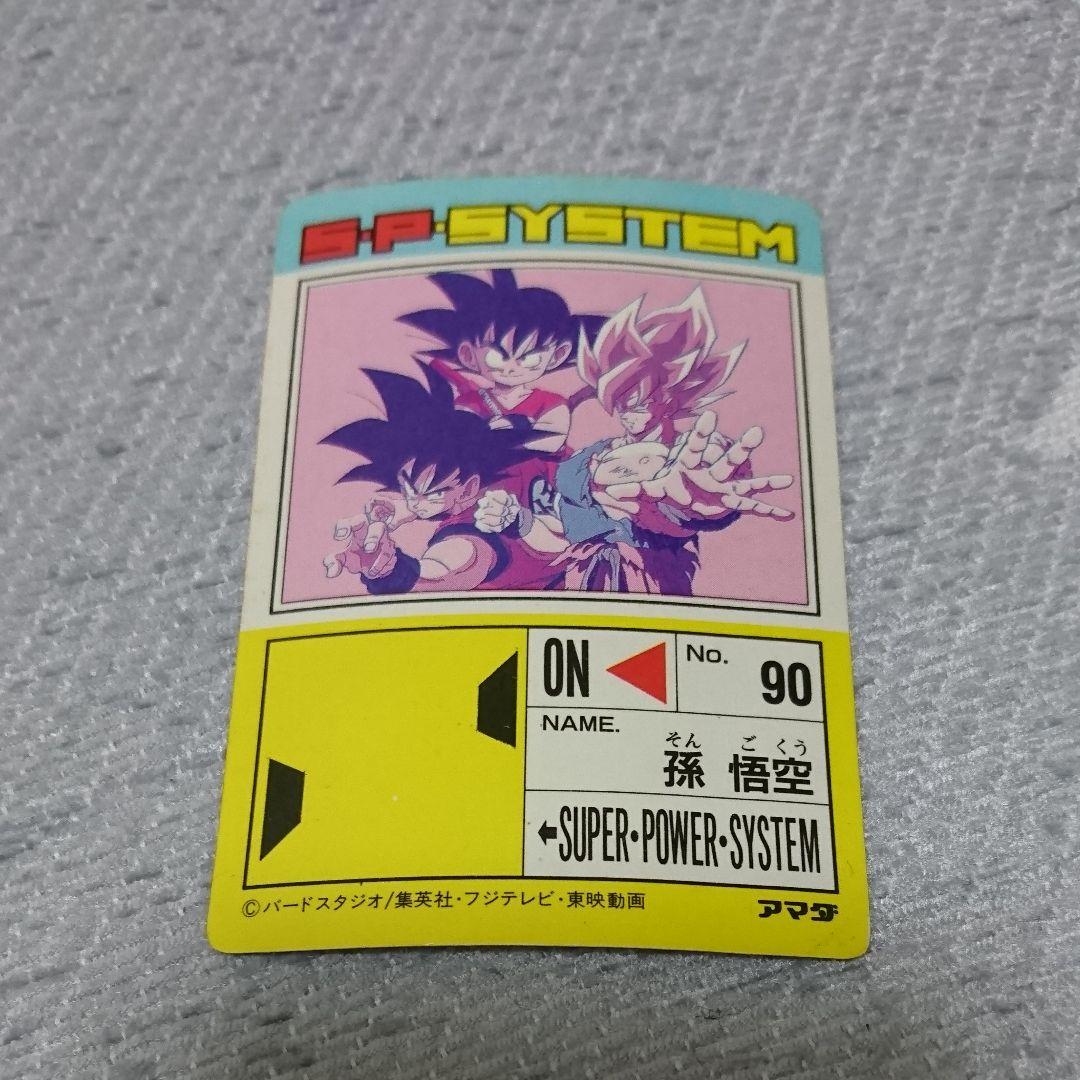 S・P・SYSTEM
ON
No. 90
NAME.
そん ご くう
孫 悟空
←SUPER・POWER・SYSTEM
©バードスタジオ/集英社・フジテレビ・東映動画
アマダ